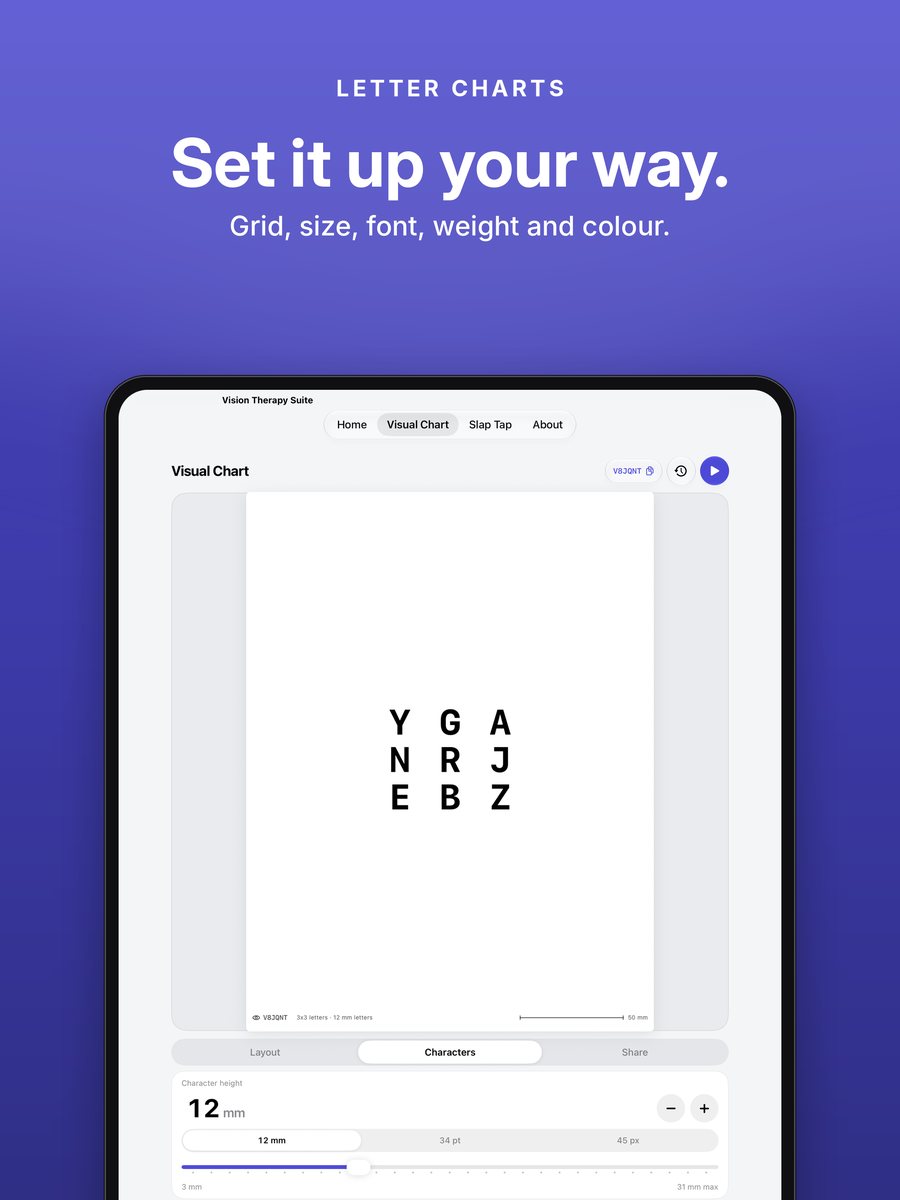 LETTER CHARTS
Set it up your way.
Grid, size, font, weight and colour.
Vision Therapy Suite
Home Visual Chart Slap Tap About
Visual Chart V8JQNT
Y G A
N R J
E B Z
V8JQNT 3x3 letters · 12 mm letters 50 mm
Layout Characters Share
Character height
12 mm
12 mm 34 pt 45 px
3 mm 31 mm max